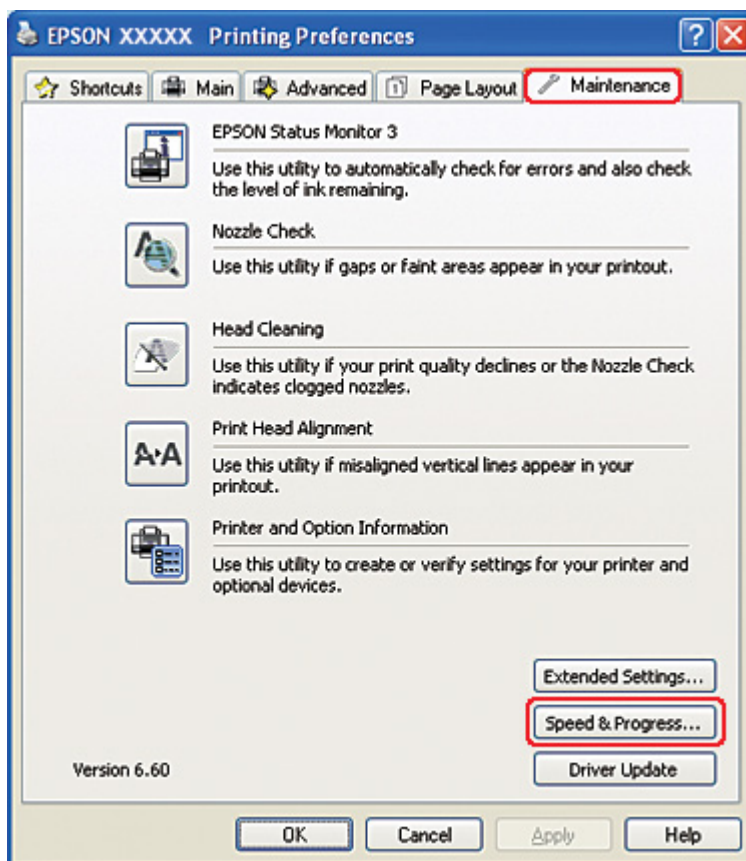 EPSON XXXXX Printing Preferences
Shortcuts Main Advanced 1 Page Layout Maintenance
EPSON Status Monitor 3
Use this utility to automatically check for errors and also check
the level of ink remaining.
Nozzle Check
Use this utility if gaps or faint areas appear in your printout.
Head Cleaning
Use this utility if your print quality declines or the Nozzle Check
indicates clogged nozzles.
Print Head Alignment
A A
Use this utility if misaligned vertical lines appear in your
printout.
Printer and Option Information
Use this utility to create or verify settings for your printer and
optional devices.
Extended Settings...
Speed & Progress...
Version 6.60 Driver Update
OK Cancel Apply Help